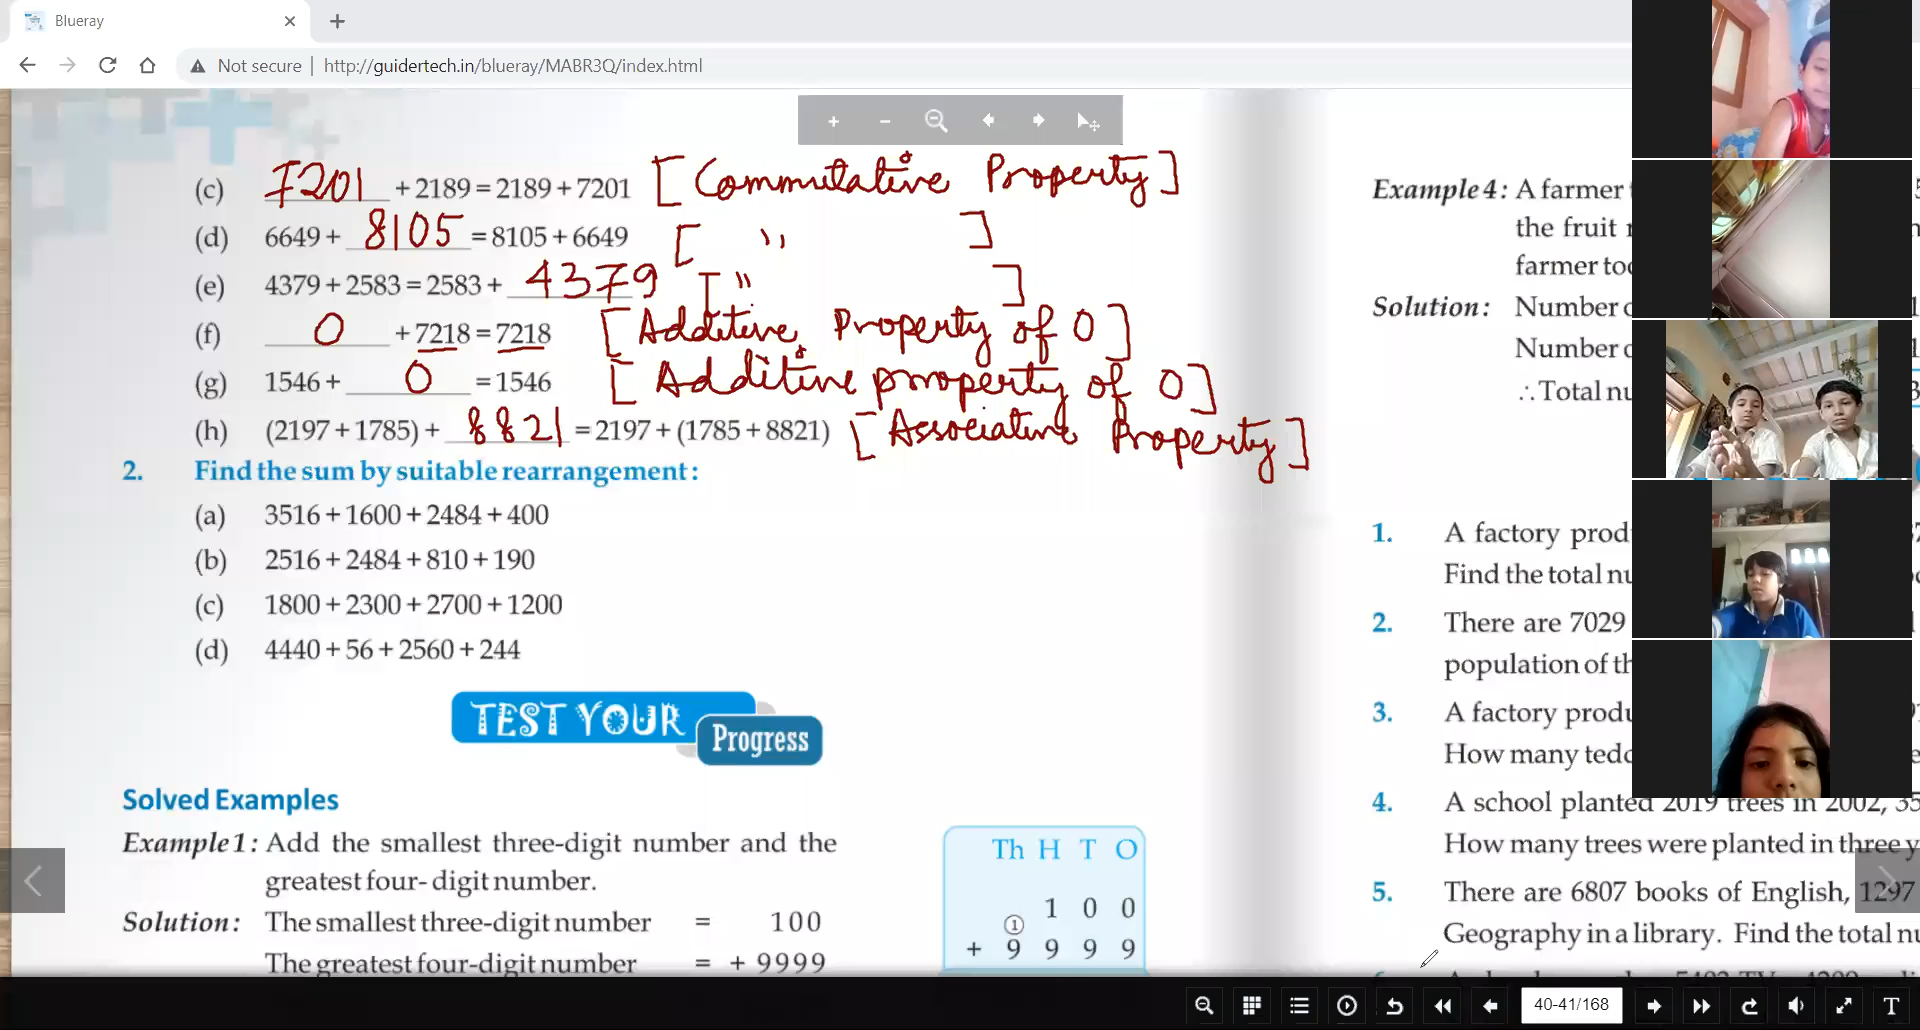 Blueray
Not secure | http://guidertech.in/blueray/MABR3Q/index.html
(c) 7201 + 2189 = 2189 + 7201 [Commutative Property]
(d) 6649 + 8105 = 8105 + 6649 [ " ]
(e) 4379 + 2583 = 2583 + 4379 [ " ]
(f) 0 + 7218 = 7218 [Additive Property of 0]
(g) 1546 + 0 = 1546 [Additive property of 0]
(h) (2197 + 1785) + 8821 = 2197 + (1785 + 8821) [Associative Property]
2. Find the sum by suitable rearrangement:
(a) 3516 + 1600 + 2484 + 400
(b) 2516 + 2484 + 810 + 190
(c) 1800 + 2300 + 2700 + 1200
(d) 4440 + 56 + 2560 + 244
TEST YOUR
Progress
Solved Examples
Example 1: Add the smallest three-digit number and the
greatest four- digit number.
Solution: The smallest three-digit number = 100
The greatest four-digit number = + 9999
Th H T O
1 0 0
1
+ 9 9 9 9
Example 4: A farmer
the fruit
farmer
Solution: Number
Number
∴ Total
1. A factory
Find the total
2. There are 7029
population of
3. A factory
How many
4. A school planted 2019 trees in 2002,
How many trees were planted in three
5. There are 6807 books of English, 1297
Geography in a library. Find the total
40-41/168
T